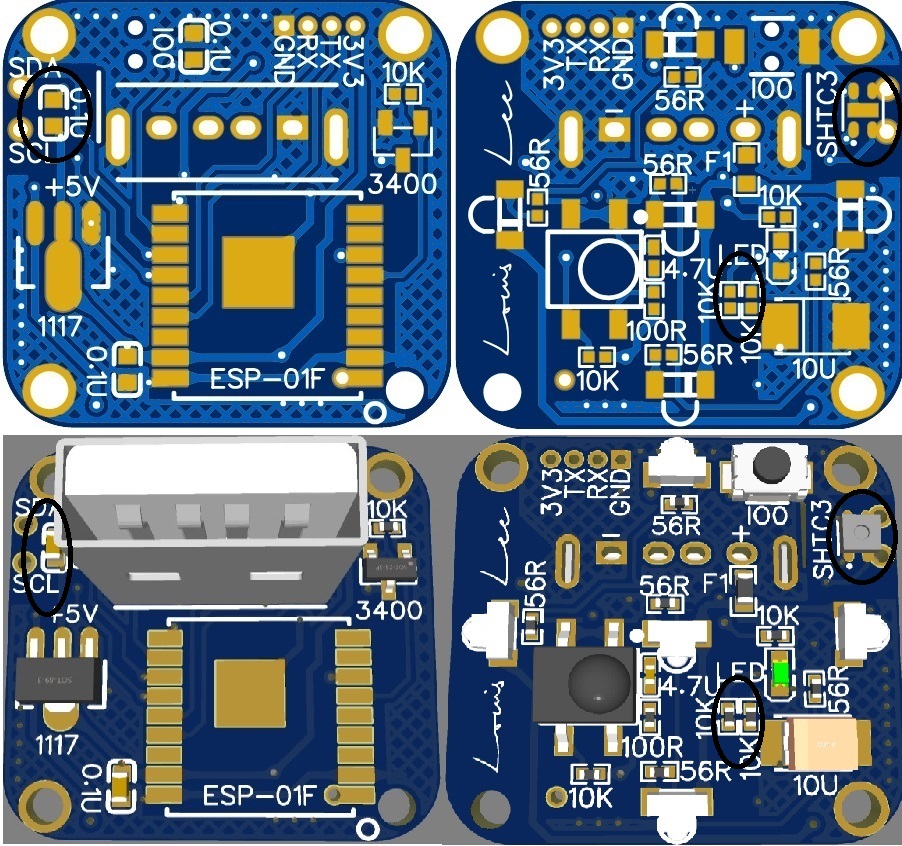 SDA
0.1U
SCL
IO0
0.1U
GND
RX
TX
3V3
10K
3400
+5V
1117
0.1U
ESP-01F
Lee
Louis
3V3
TX
RX
GND
56R
IO0
SHTC3
56R
56R
F1
+
10K
LED
4.7U
10K
10K
56R
100R
56R
10K
10U
SCL
10K
3400
+5V
1117
0.1U
ESP-01F
Lee
Louis
3V3
TX
RX
GND
56R
IO0
SHTC3
56R
56R
F1
+
10K
LED
4.7U
10K
10K
56R
100R
56R
10K
10U